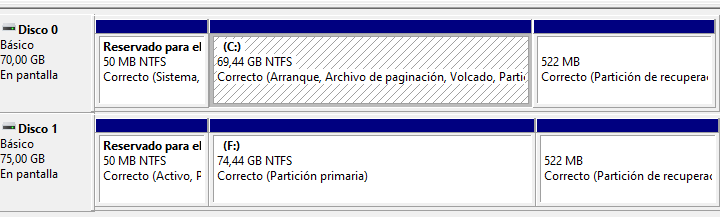 Disco 0
Básico
70,00 GB
En pantalla
Reservado para el
50 MB NTFS
Correcto (Sistema,
(C:)
69,44 GB NTFS
Correcto (Arranque, Archivo de paginación, Volcado, Parti
522 MB
Correcto (Partición de recuperac
Disco 1
Básico
75,00 GB
En pantalla
Reservado para el
50 MB NTFS
Correcto (Activo, P
(F:)
74,44 GB NTFS
Correcto (Partición primaria)
522 MB
Correcto (Partición de recuperac